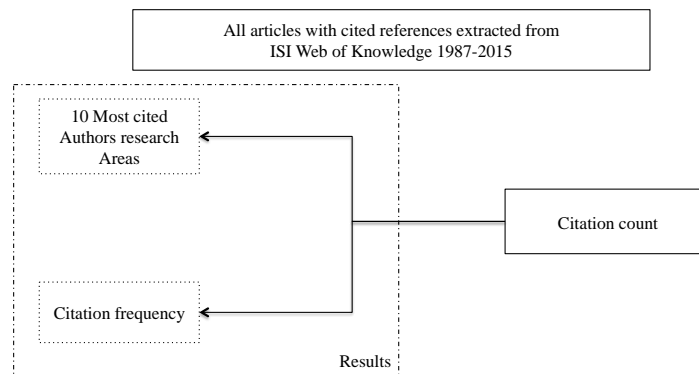 All articles with cited references extracted from
ISI Web of Knowledge 1987-2015
10 Most cited
Authors research
Areas
Citation count
Citation frequency
Results